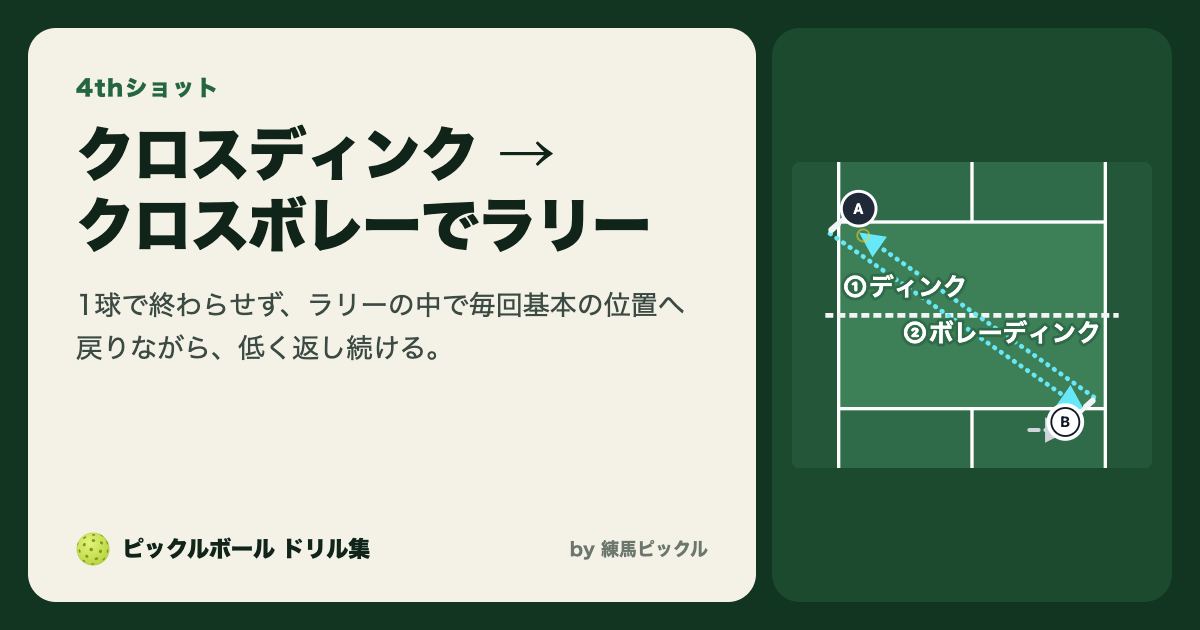 4thショット
クロスディンク →
クロスボレーでラリー
1球で終わらせず、ラリーの中で毎回基本の位置へ
戻りながら、低く返し続ける。
ピックルボール ドリル集
by 練馬ピックル
A
①ディンク
②ボレーディンク
B